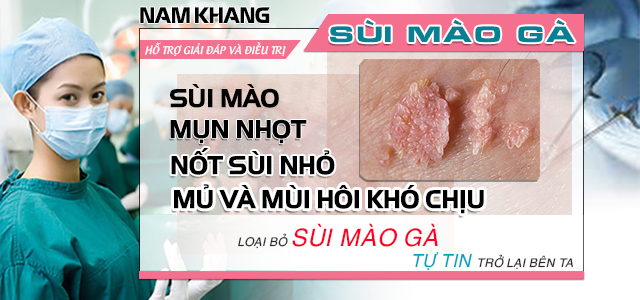 NAM KHANG
HỖ TRỢ GIẢI ĐÁP VÀ ĐIỀU TRỊ
SÙI MÀO GÀ
SÙI MÀO
MỤN NHỌT
NỐT SÙI NHỎ
MỦ VÀ MÙI HÔI KHÓ CHỊU
LOẠI BỎ SÙI MÀO GÀ
TỰ TIN TRỞ LẠI BÊN TA